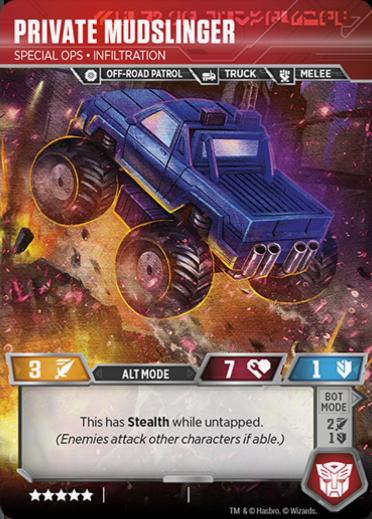 PRIVATE MUDSLINGER
SPECIAL OPS • INFILTRATION
OFF-ROAD PATROL TRUCK MELEE
3 ALT MODE 7 1
BOT
MODE
2
1
This has Stealth while untapped.
(Enemies attack other characters if able.)
TM & © Hasbro. © Wizards.